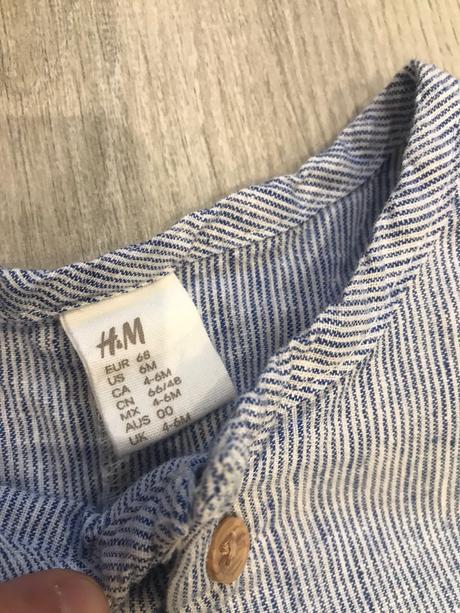 H&M
EUR 68
US 6M
CA 4-6M
CN 66/48
MX 4-6M
AUS 00
UK 4-6M